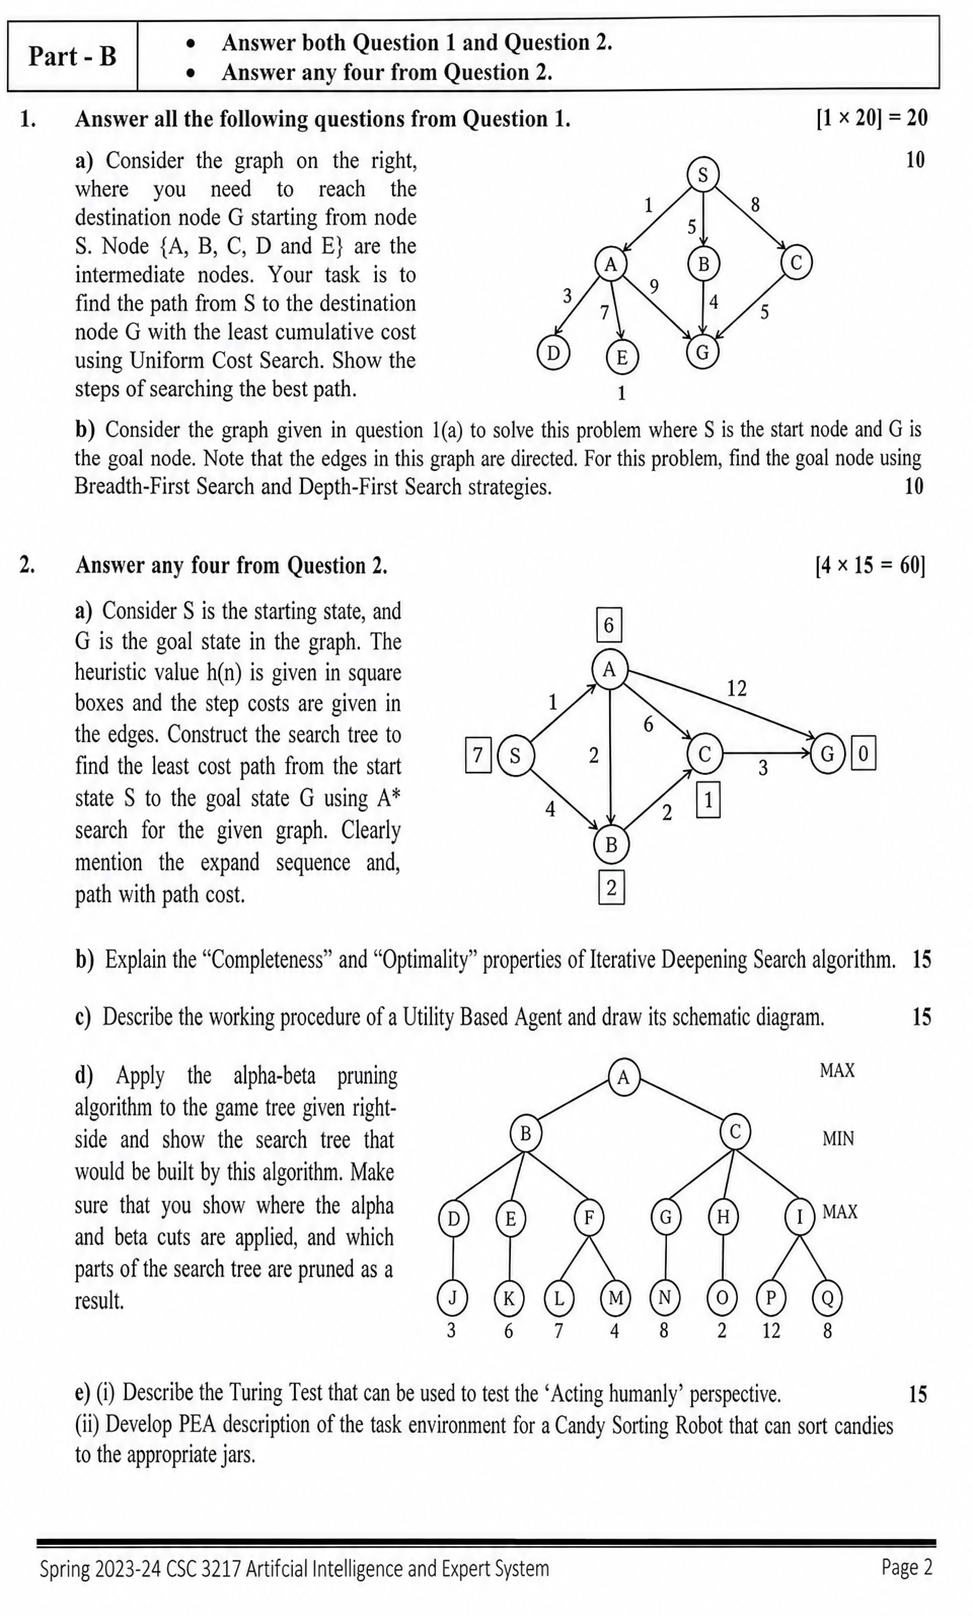 Part - B
• Answer both Question 1 and Question 2.
• Answer any four from Question 2.
1. Answer all the following questions from Question 1. [1 × 20] = 20
a) Consider the graph on the right, 10
where you need to reach the
destination node G starting from node
S. Node {A, B, C, D and E} are the
intermediate nodes. Your task is to
find the path from S to the destination
node G with the least cumulative cost
using Uniform Cost Search. Show the
steps of searching the best path.
S
1 5 8
A B C
3 7 9 4 5
D E G
1
b) Consider the graph given in question 1(a) to solve this problem where S is the start node and G is
the goal node. Note that the edges in this graph are directed. For this problem, find the goal node using
Breadth-First Search and Depth-First Search strategies. 10
2. Answer any four from Question 2. [4 × 15 = 60]
a) Consider S is the starting state, and
G is the goal state in the graph. The
heuristic value h(n) is given in square
boxes and the step costs are given in
the edges. Construct the search tree to
find the least cost path from the start
state S to the goal state G using A*
search for the given graph. Clearly
mention the expand sequence and,
path with path cost.
6
A
1 6 12
7 S 2 C 3 G 0
4 2 1
B
2
b) Explain the “Completeness” and “Optimality” properties of Iterative Deepening Search algorithm. 15
c) Describe the working procedure of a Utility Based Agent and draw its schematic diagram. 15
d) Apply the alpha-beta pruning
algorithm to the game tree given right-
side and show the search tree that
would be built by this algorithm. Make
sure that you show where the alpha
and beta cuts are applied, and which
parts of the search tree are pruned as a
result.
A MAX
B C MIN
D E F G H I MAX
J K L M N O P Q
3 6 7 4 8 2 12 8
e) (i) Describe the Turing Test that can be used to test the ‘Acting humanly’ perspective. 15
(ii) Develop PEA description of the task environment for a Candy Sorting Robot that can sort candies
to the appropriate jars.
Spring 2023-24 CSC 3217 Artifcial Intelligence and Expert System Page 2